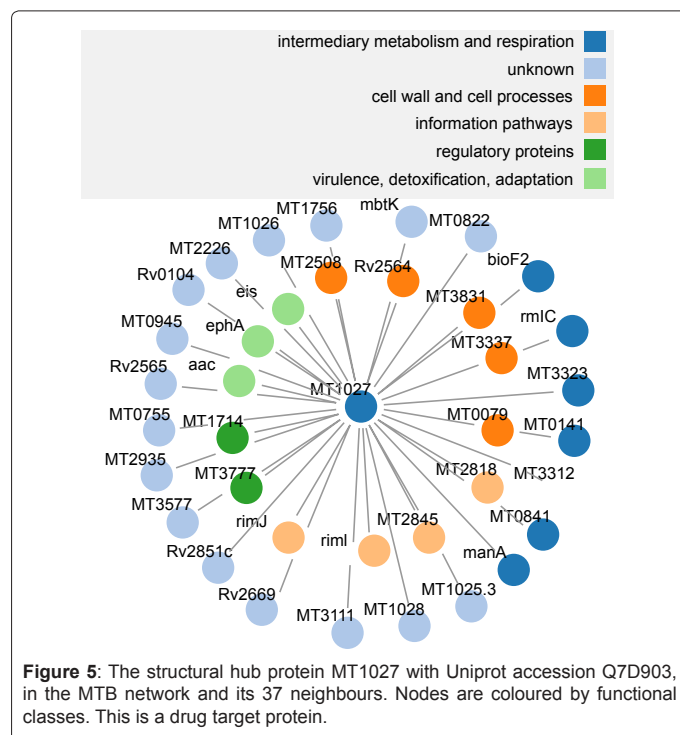 intermediary metabolism and respiration
unknown
cell wall and cell processes
information pathways
regulatory proteins
virulence, detoxification, adaptation
MT1756
mbtK
MT1026
MT0822
MT2226
MT2508
Rv2564
bioF2
Rv0104
eis
MT3831
MT0945
ephA
MT3337
rmlC
Rv2565
aac
MT1027
MT3323
MT0755
MT1714
MT0079
MT0141
MT2935
MT3777
MT2818
MT3312
MT3577
rimJ
rimI
MT2845
MT0841
Rv2851c
manA
Rv2669
MT3111
MT1028
MT1025.3
Figure 5: The structural hub protein MT1027 with Uniprot accession Q7D903,
in the MTB network and its 37 neighbours. Nodes are coloured by functional
classes. This is a drug target protein.